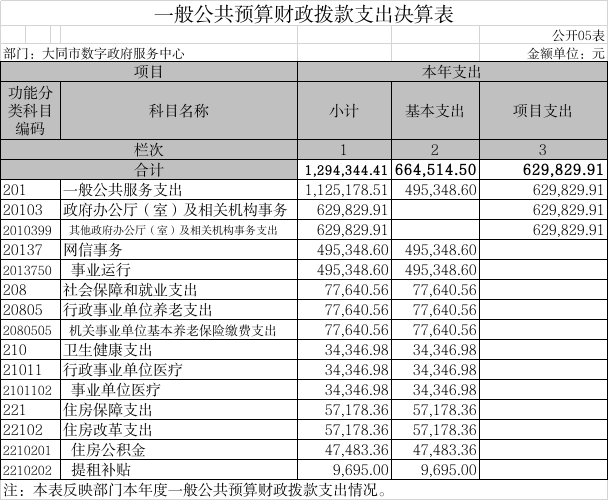 一般公共预算财政拨款支出决算表
公开05表
部门：大同市数字政府服务中心 金额单位：元
项目 本年支出
功能分类科目编码 科目名称 小计 基本支出 项目支出
栏次 1 2 3
合计 1,294,344.41 664,514.50 629,829.91
201 一般公共服务支出 1,125,178.51 495,348.60 629,829.91
20103 政府办公厅（室）及相关机构事务 629,829.91 629,829.91
2010399 其他政府办公厅（室）及相关机构事务支出 629,829.91 629,829.91
20137 网信事务 495,348.60 495,348.60
2013750 事业运行 495,348.60 495,348.60
208 社会保障和就业支出 77,640.56 77,640.56
20805 行政事业单位养老支出 77,640.56 77,640.56
2080505 机关事业单位基本养老保险缴费支出 77,640.56 77,640.56
210 卫生健康支出 34,346.98 34,346.98
21011 行政事业单位医疗 34,346.98 34,346.98
2101102 事业单位医疗 34,346.98 34,346.98
221 住房保障支出 57,178.36 57,178.36
22102 住房改革支出 57,178.36 57,178.36
2210201 住房公积金 47,483.36 47,483.36
2210202 提租补贴 9,695.00 9,695.00
注：本表反映部门本年度一般公共预算财政拨款支出情况。